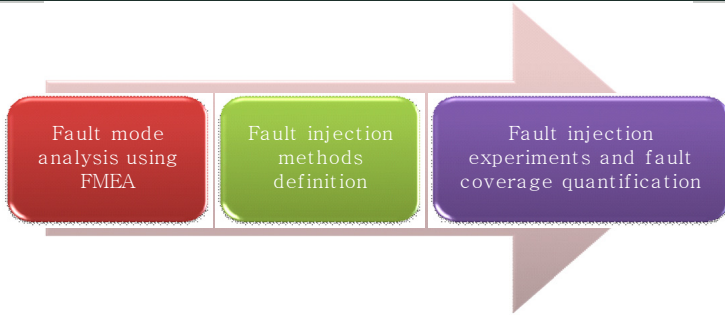 Fault mode
analysis using
FMEA
Fault injection
methods
definition
Fault injection
experiments and fault
coverage quantification